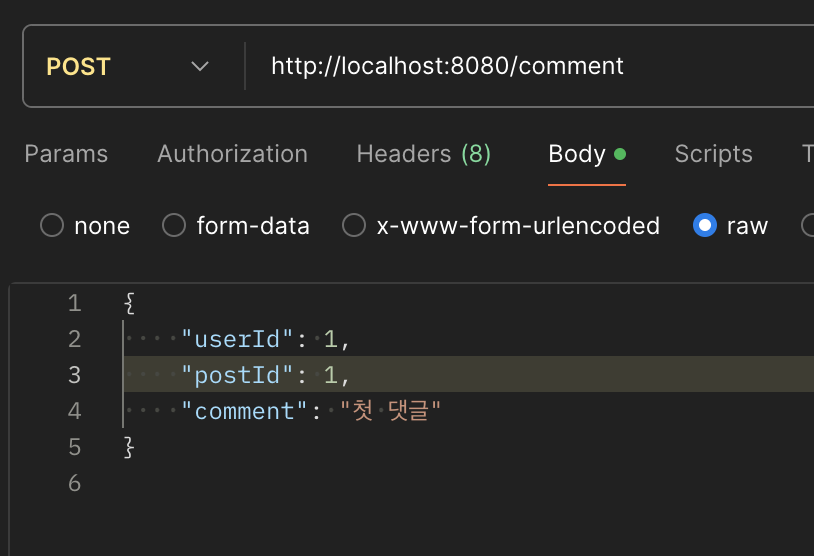 POST http://localhost:8080/comment
Params Authorization Headers (8) Body Scripts T
none form-data x-www-form-urlencoded raw
1 {
2 "userId": 1,
3 "postId": 1,
4 "comment": "첫 댓글"
5 }
6